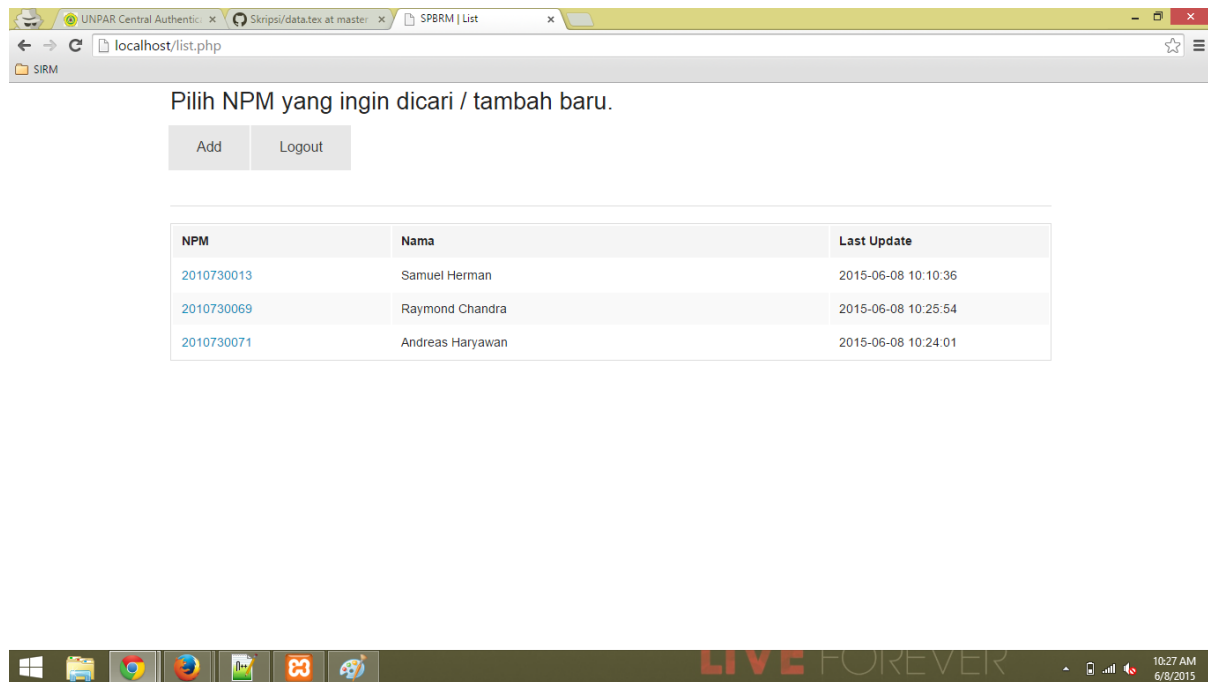 UNPAR Central Authentic
Skripsi/data.tex at master
SPBRM | List
localhost/list.php
SIRM
Pilih NPM yang ingin dicari / tambah baru.
Add Logout
NPM Nama Last Update
2010730013 Samuel Herman 2015-06-08 10:10:36
2010730069 Raymond Chandra 2015-06-08 10:25:54
2010730071 Andreas Haryawan 2015-06-08 10:24:01
LIVE FOREVER
10:27 AM
6/8/2015